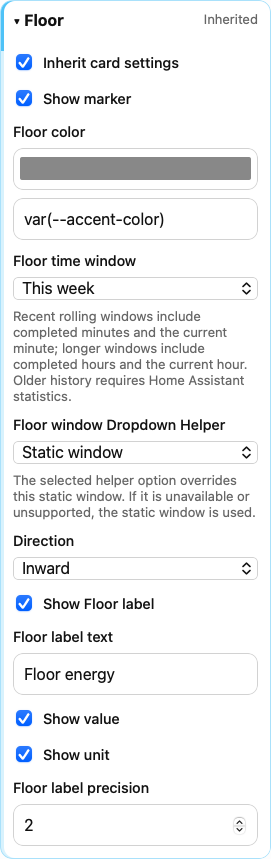 Floor
Inherited
Inherit card settings
Show marker
Floor color
var(--accent-color)
Floor time window
This week
Recent rolling windows include
completed minutes and the current
minute; longer windows include
completed hours and the current hour.
Older history requires Home Assistant
statistics.
Floor window Dropdown Helper
Static window
The selected helper option overrides
this static window. If it is unavailable or
unsupported, the static window is used.
Direction
Inward
Show Floor label
Floor label text
Floor energy
Show value
Show unit
Floor label precision
2